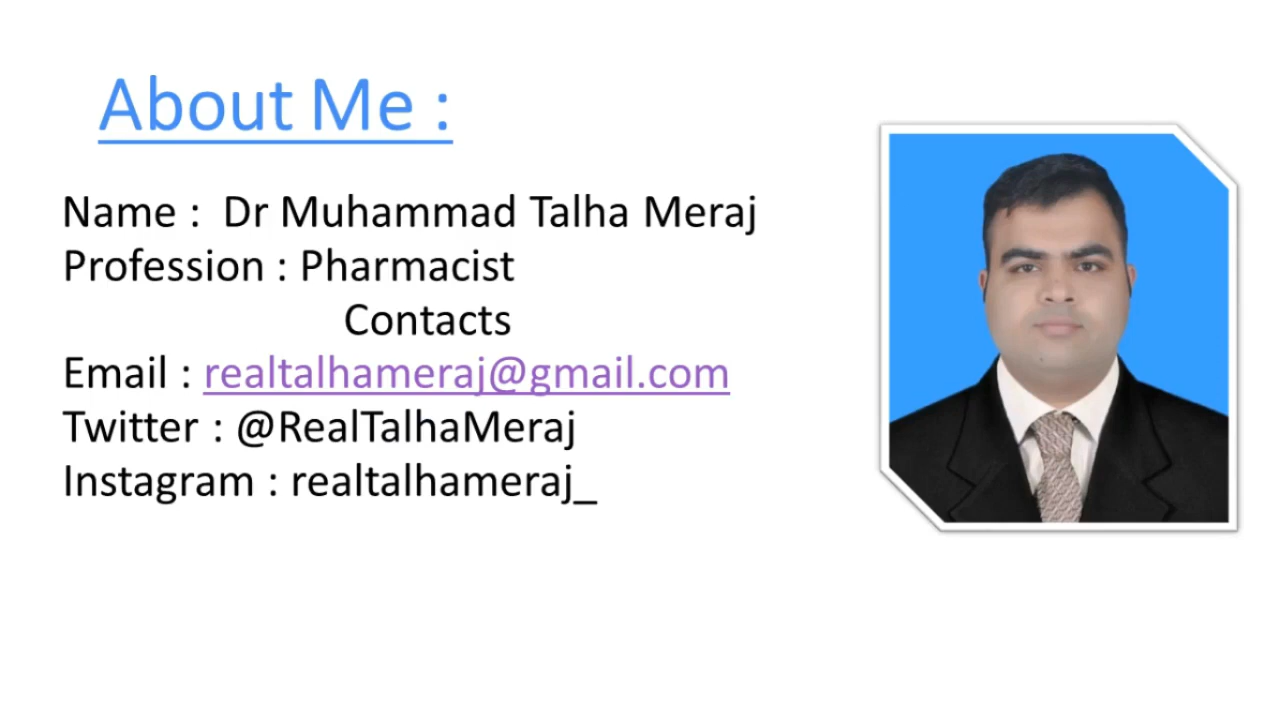 About Me :
Name :  Dr Muhammad Talha Meraj
Profession : Pharmacist
Contacts
Email : realtalhameraj@gmail.com
Twitter : @RealTalhaMeraj
Instagram : realtalhameraj_